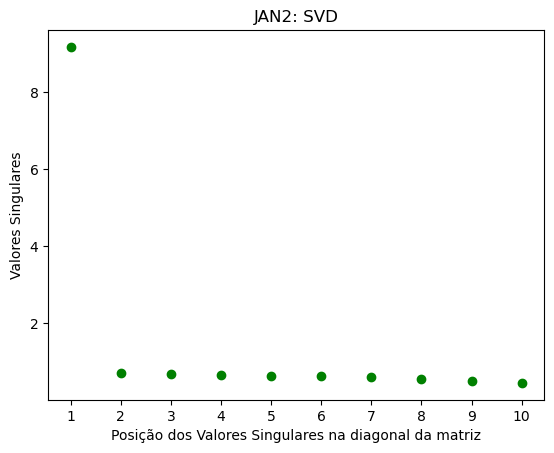 JAN2: SVD
Valores Singulares
8
6
4
2
1 2 3 4 5 6 7 8 9 10
Posição dos Valores Singulares na diagonal da matriz